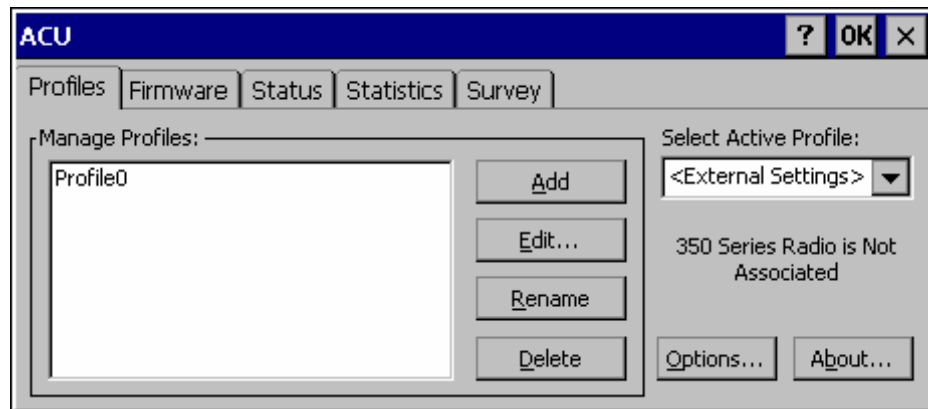 ACU ? OK ×
Profiles Firmware Status Statistics Survey
Manage Profiles:
Profile0
Add
Edit...
Rename
Delete
Select Active Profile:
<External Settings>
350 Series Radio is Not
Associated
Options... About...